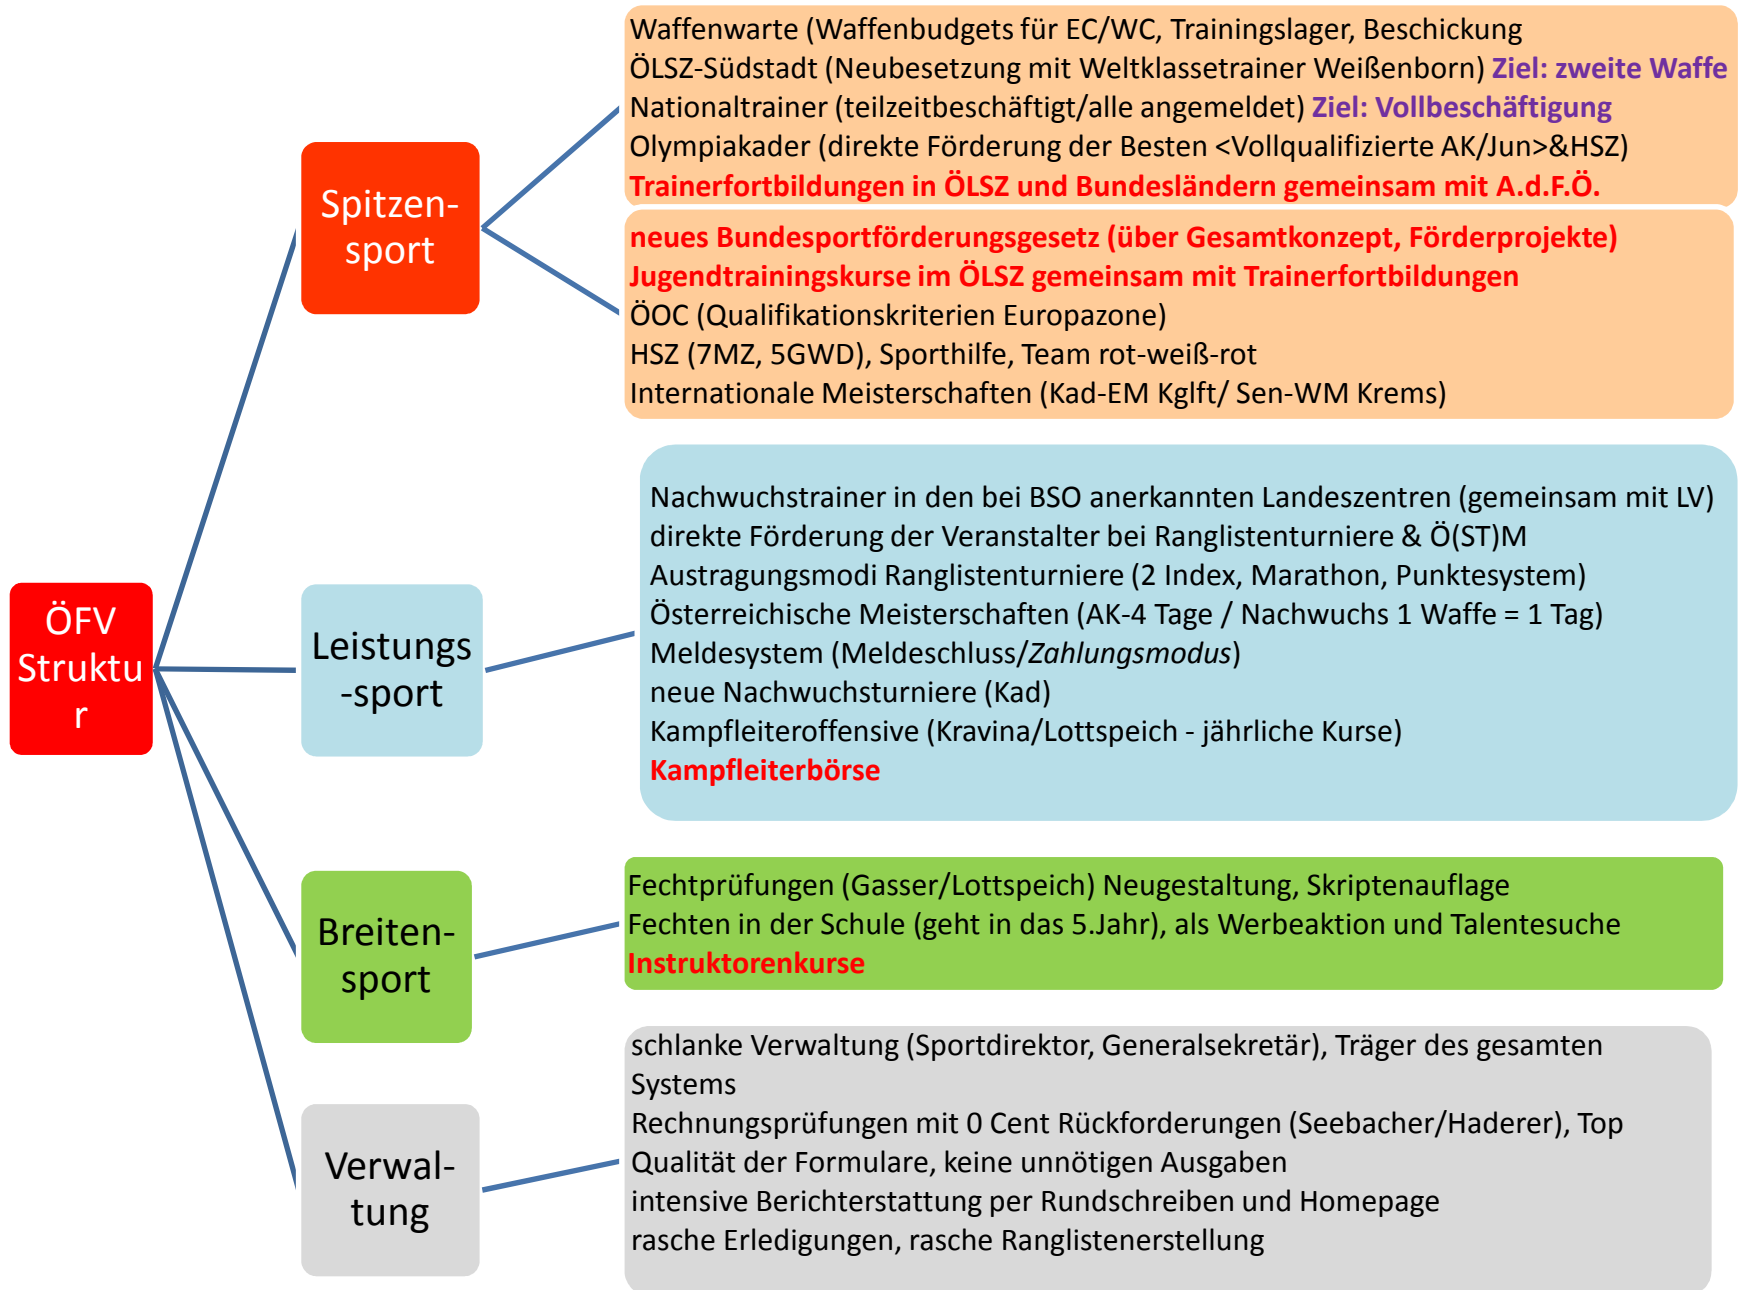 ÖFV
Struktu
r
Spitzen-
sport
Waffenwarte (Waffenbudgets für EC/WC, Trainingslager, Beschickung
ÖLSZ-Südstadt (Neubesetzung mit Weltklassetrainer Weißenborn) Ziel: zweite Waffe
Nationaltrainer (teilzeitbeschäftigt/alle angemeldet) Ziel: Vollbeschäftigung
Olympiakader (direkte Förderung der Besten <Vollqualifizierte AK/Jun>&HSZ)
Trainerfortbildungen in ÖLSZ und Bundesländern gemeinsam mit A.d.F.Ö.
neues Bundesportförderungsgesetz (über Gesamtkonzept, Förderprojekte)
Jugendtrainingskurse im ÖLSZ gemeinsam mit Trainerfortbildungen
ÖOC (Qualifikationskriterien Europazone)
HSZ (7MZ, 5GWD), Sporthilfe, Team rot-weiß-rot
Internationale Meisterschaften (Kad-EM Kglft/ Sen-WM Krems)
Leistungs
-sport
Nachwuchstrainer in den bei BSO anerkannten Landeszentren (gemeinsam mit LV)
direkte Förderung der Veranstalter bei Ranglistenturniere & Ö(ST)M
Austragungsmodi Ranglistenturniere (2 Index, Marathon, Punktesystem)
Österreichische Meisterschaften (AK-4 Tage / Nachwuchs 1 Waffe = 1 Tag)
Meldesystem (Meldeschluss/Zahlungsmodus)
neue Nachwuchsturniere (Kad)
Kampfleiteroffensive (Kravina/Lottspeich - jährliche Kurse)
Kampfleiterbörse
Breiten-
sport
Fechtprüfungen (Gasser/Lottspeich) Neugestaltung, Skriptenauflage
Fechten in der Schule (geht in das 5.Jahr), als Werbeaktion und Talentesuche
Instruktorenkurse
Verwal-
tung
schlanke Verwaltung (Sportdirektor, Generalsekretär), Träger des gesamten
Systems
Rechnungsprüfungen mit 0 Cent Rückforderungen (Seebacher/Haderer), Top
Qualität der Formulare, keine unnötigen Ausgaben
intensive Berichterstattung per Rundschreiben und Homepage
rasche Erledigungen, rasche Ranglistenerstellung